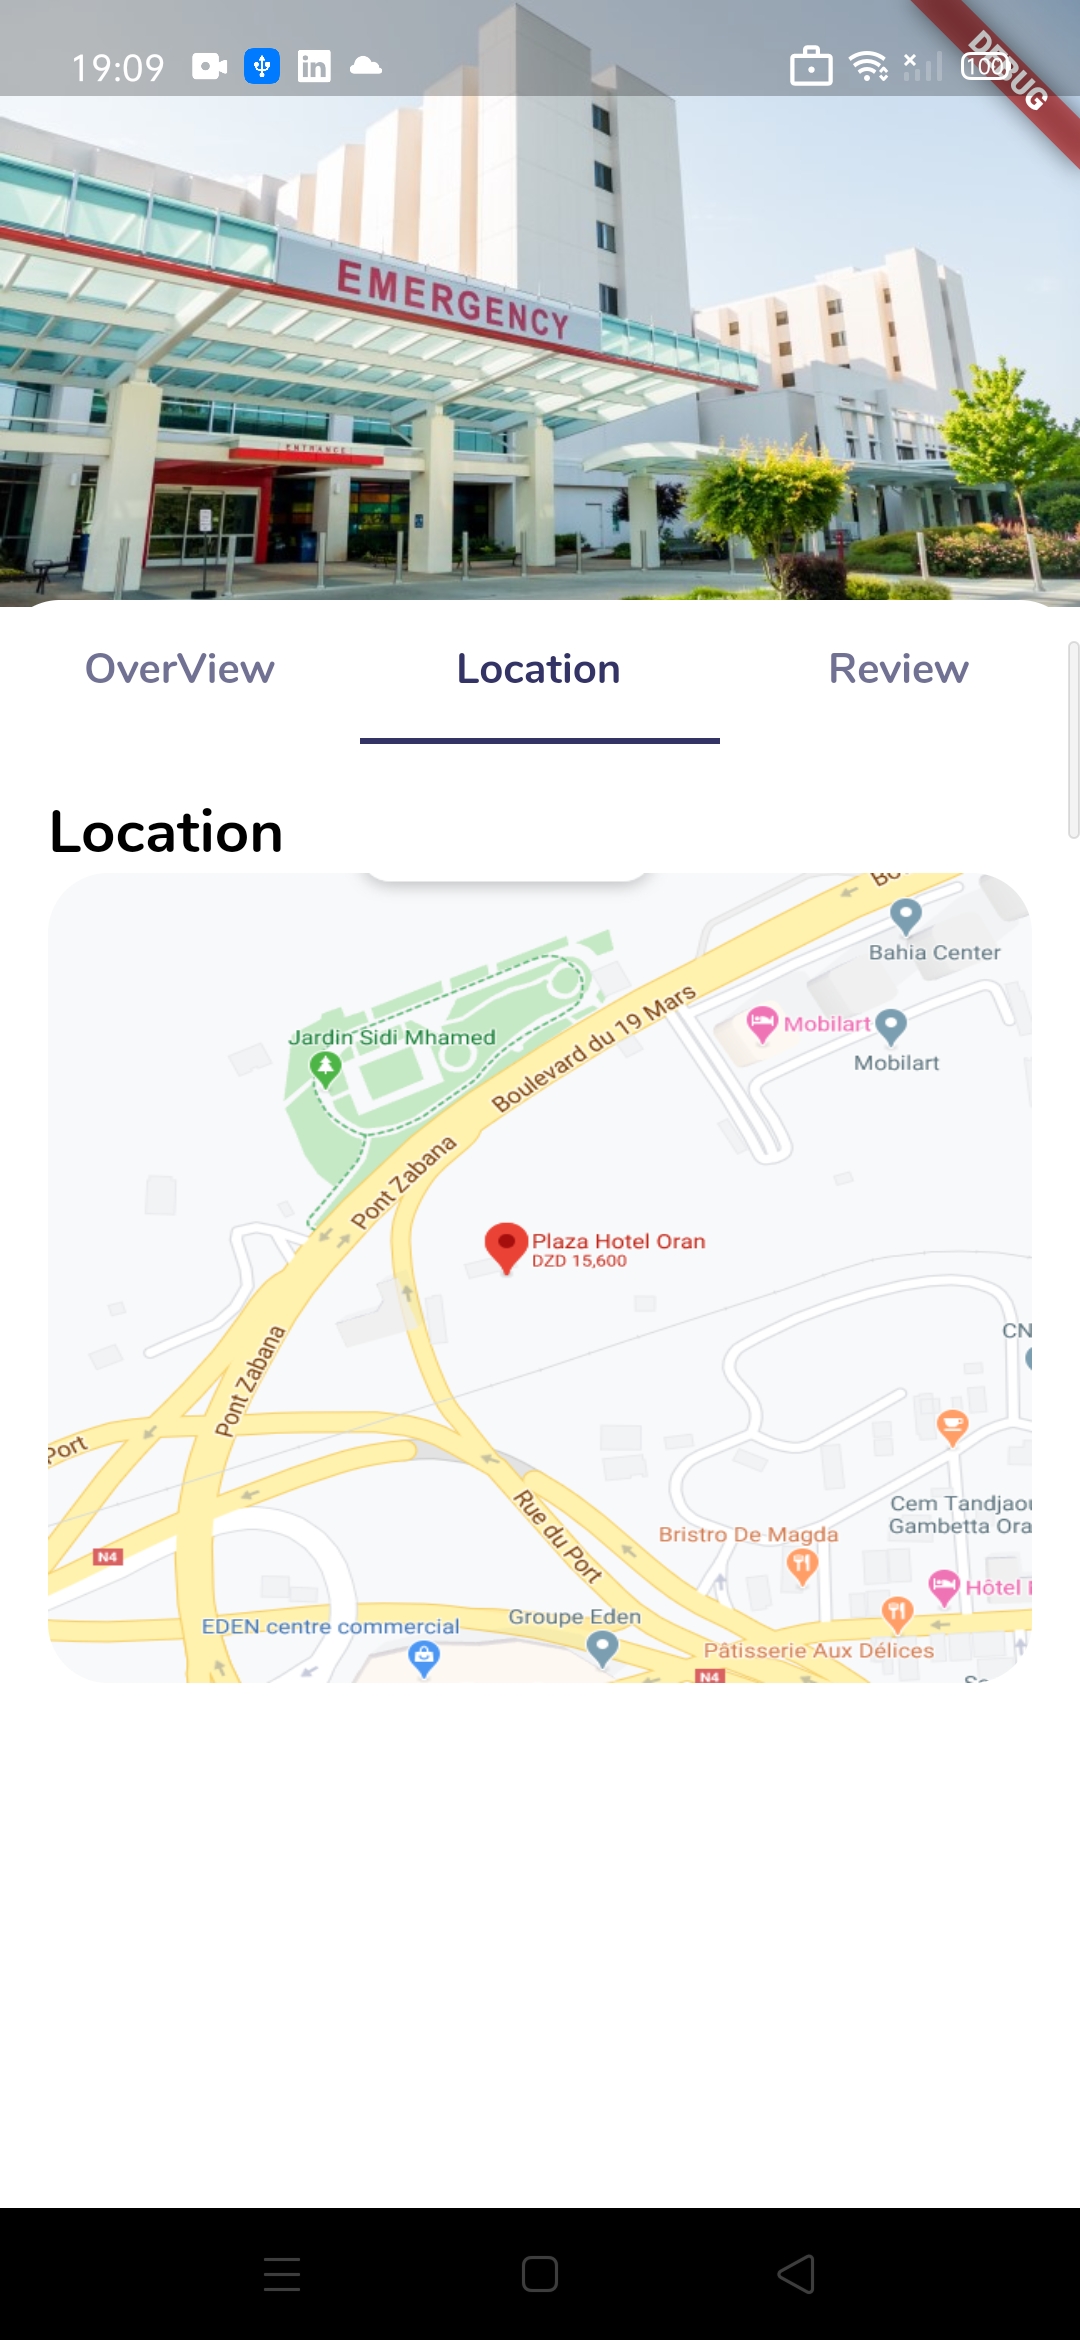 19:09
100
DEBUG
EMERGENCY
ENTRANCE
OverView
Location
Review
Location
Bahia Center
Boulevard du 19 Mars
Mobilart
Mobilart
Jardin Sidi Mhamed
Pont Zabana
Plaza Hotel Oran
DZD 15,600
CN
Pont Zabana
Port
Cem Tandjaou
Gambetta Ora
Rue du Port
Bristro De Magda
N4
Hôtel
Groupe Eden
EDEN centre commercial
Pâtisserie Aux Délices
N4